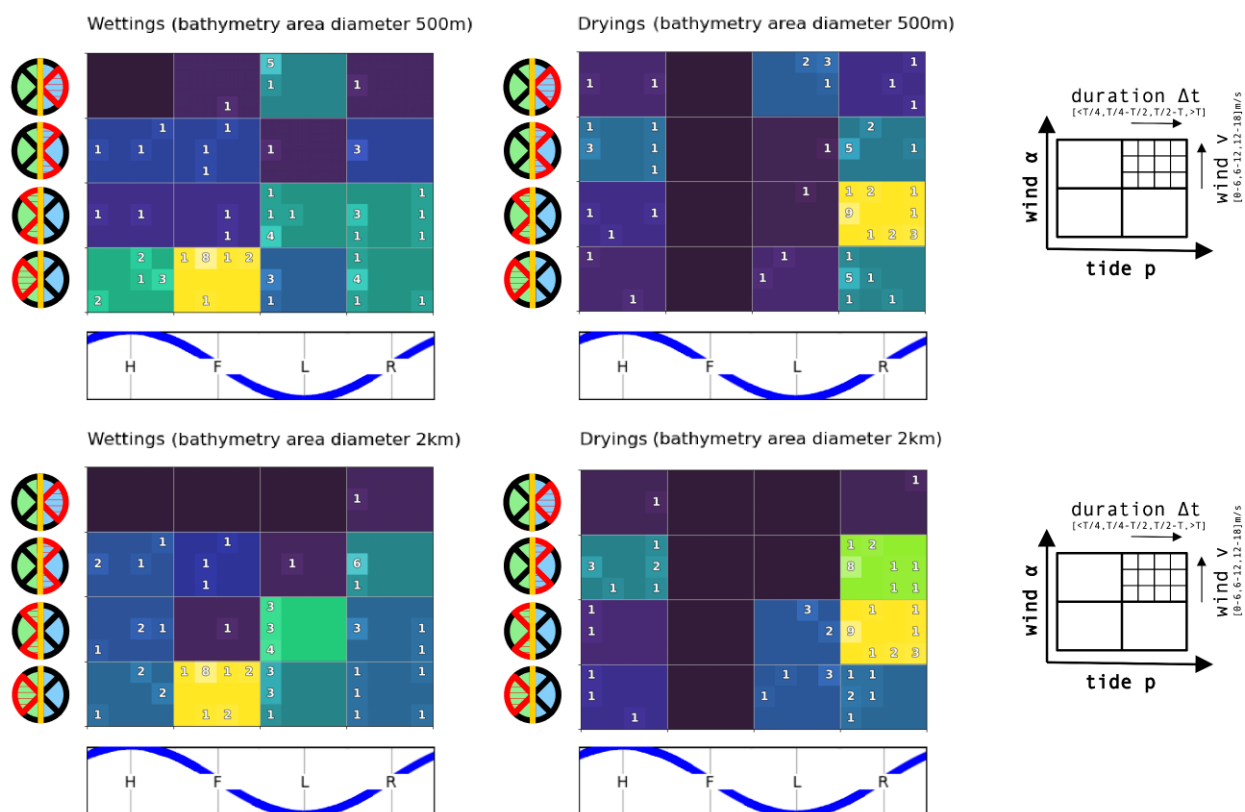 Wettings (bathymetry area diameter 500m)
5
1 1
1
1 1
1 1 1 1 3
1
1
1 1 1 1 1 3 1
1 4 1 1
2 1 8 1 2 1
1 3 3 4
2 1 1 1 1
H F L R
Dryings (bathymetry area diameter 500m)
2 3 1
1 1 1 1
1
1 1 2
3 1 1 5 1
1
1 1 2 1
1 1 9 1
1 1 2 3
1 1 1
1 5 1
1 1 1
H F L R
duration Δt
[<T/4,T/4-T/2,T/2-T,>T]
wind α
wind v
[0-6,6-12,12-18]m/s
tide p
Wettings (bathymetry area diameter 2km)
1
1 1
2 1 1 1 6
1 1
3
2 1 1 3 3 1
1 4 1
2 1 8 1 2 3 1 1
2 3 1
1 1 2 1 1 1
H F L R
Dryings (bathymetry area diameter 2km)
1
1
1 1 2
3 2 8 1 1
1 1 1 1
1 3 1 1
1 2 9 1
1 2 3
1 1 3 1 1
1 1 2 1
1 1
H F L R
duration Δt
[<T/4,T/4-T/2,T/2-T,>T]
wind α
wind v
[0-6,6-12,12-18]m/s
tide p